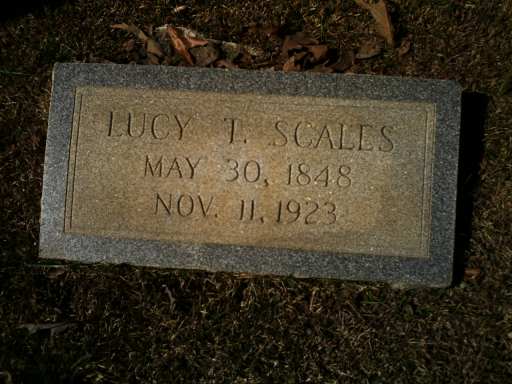 LUCY T. SCALES
MAY 30, 1848
NOV. 11, 1923